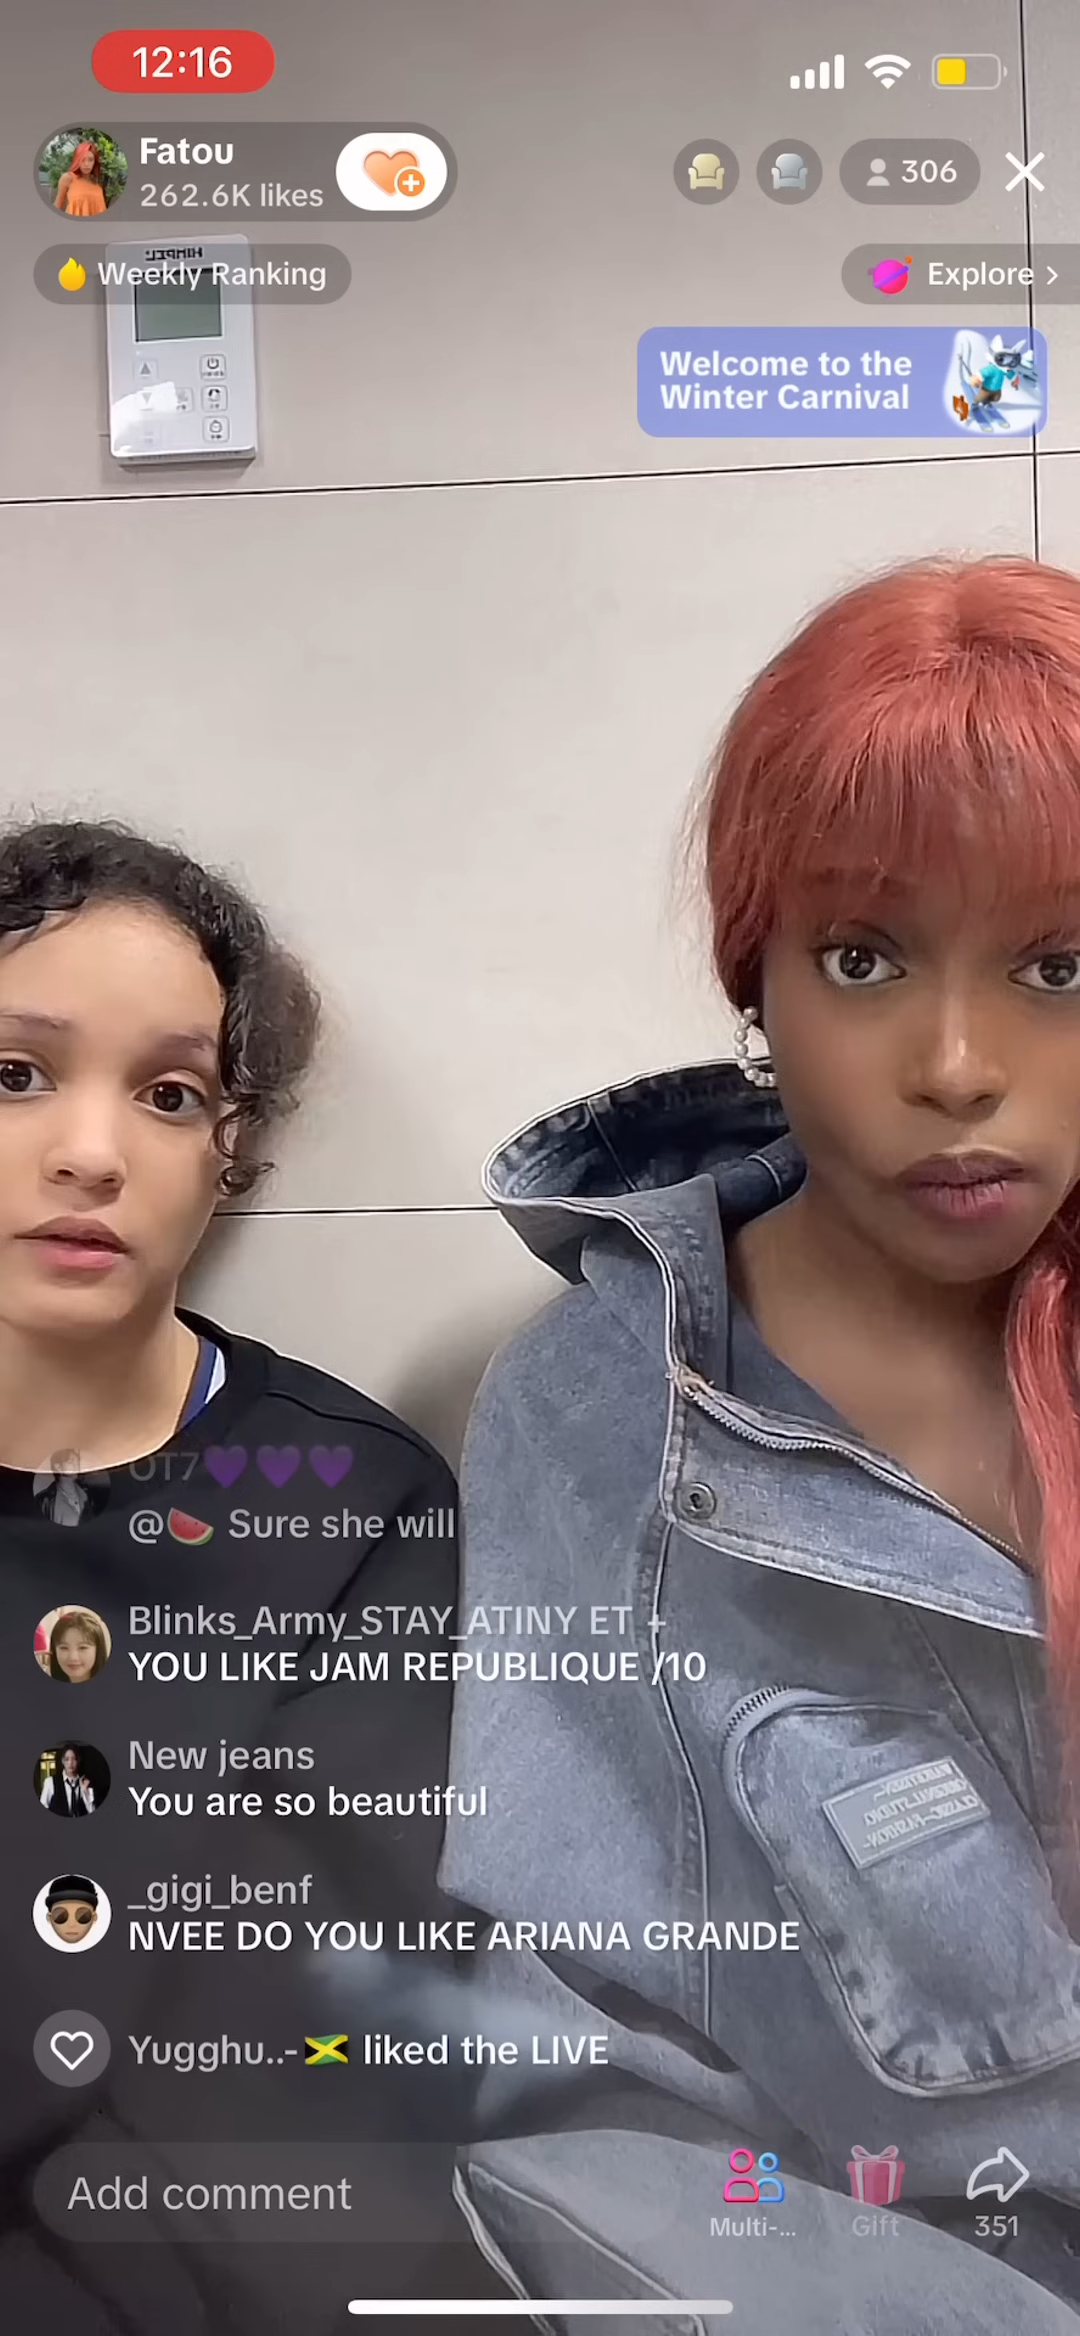 12:16
Fatou
262.6K likes
306
Weekly Ranking
Explore >
Welcome to the
Winter Carnival
OT7💜💜💜
@🍉 Sure she will
Blinks_Army_STAY_ATINY ET +
YOU LIKE JAM REPUBLIQUE /10
New jeans
You are so beautiful
_gigi_benf
NVEE DO YOU LIKE ARIANA GRANDE
Yugghu..-🇯🇲 liked the LIVE
Add comment
Multi-...
Gift
351